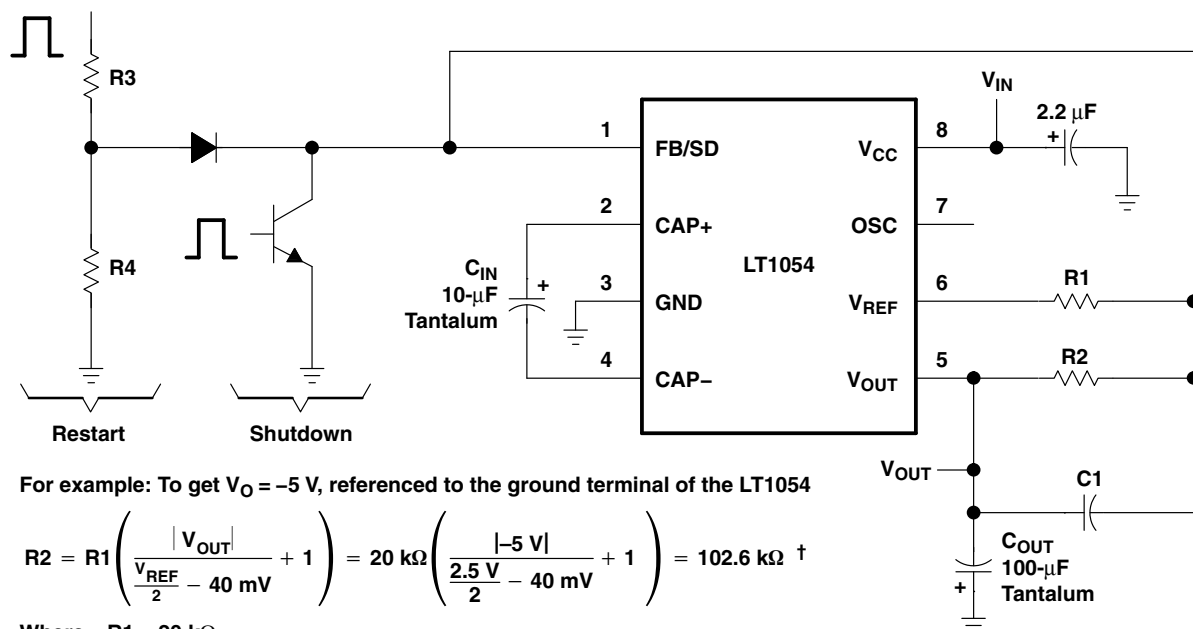 R3
R4
Restart
Shutdown
1
2
3
4
C_IN
10-μF
Tantalum
FB/SD
CAP+
GND
CAP−
LT1054
V_CC
OSC
V_REF
V_OUT
8
7
6
5
V_IN
2.2 μF
+
+
R1
R2
V_OUT
C1
C_OUT
100-μF
Tantalum
+
For example: To get V_O = −5 V, referenced to the ground terminal of the LT1054
R2 = R1 ( |V_OUT| / (V_REF/2 − 40 mV) + 1 ) = 20 kΩ ( |−5 V| / (2.5 V/2 − 40 mV) + 1 ) = 102.6 kΩ †